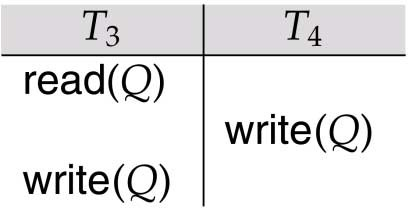 T₃ T₄
read(Q)
write(Q)
write(Q)